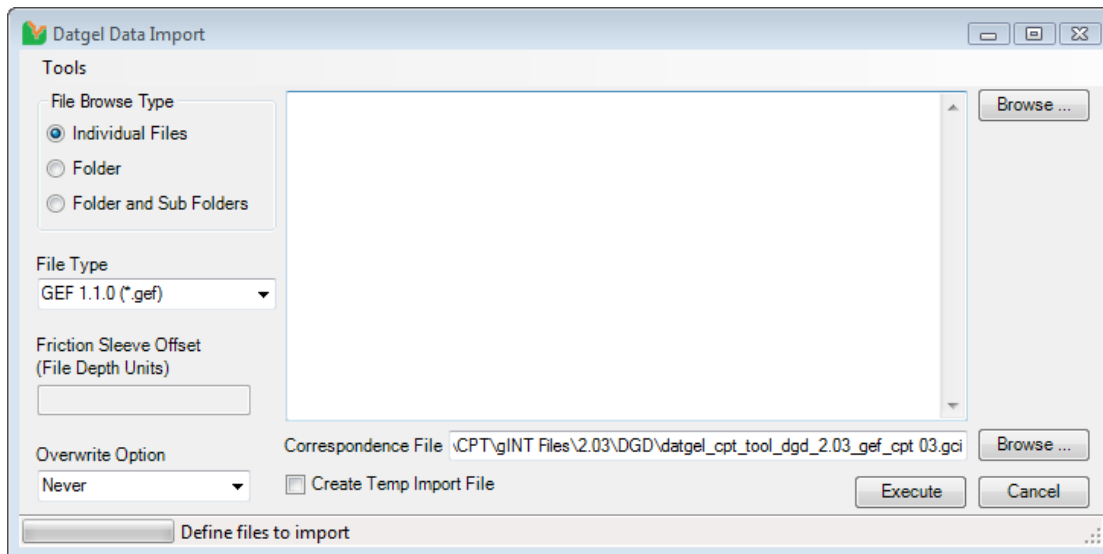 Datgel Data Import
Tools
File Browse Type
Individual Files
Folder
Folder and Sub Folders
Browse ...
File Type
GEF 1.1.0 (*.gef)
Friction Sleeve Offset
(File Depth Units)
Correspondence File \CPT\gINT Files\2.03\DGD\datgel_cpt_tool_dgd_2.03_gef_cpt 03.gci Browse ...
Overwrite Option
Never
Create Temp Import File
Execute Cancel
Define files to import